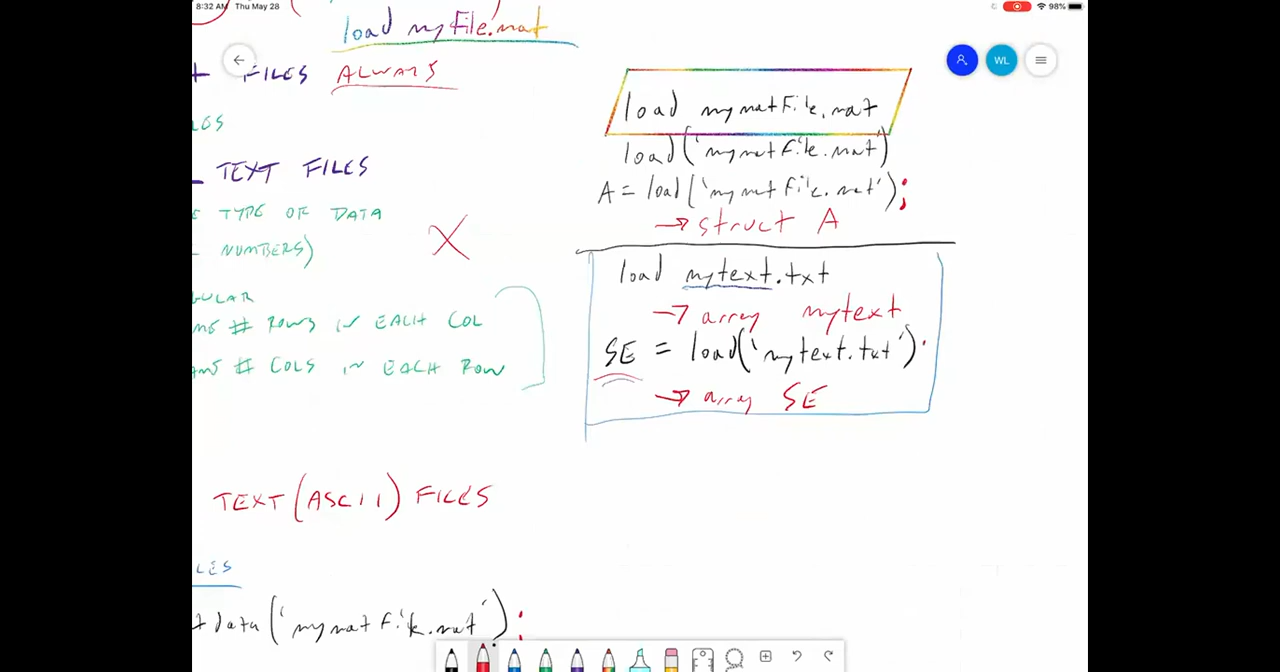 8:32 AM Thu May 28
98%
load myfile.mat
FILES ALWAYS
WL
TEXT FILES
TYPE OF DATA
NUMBERS)
# ROWS IN EACH COL
# COLS IN EACH ROW
load mymatfile.mat
load('mymatfile.mat')
A = load('mymatfile.mat');
→ struct A
load mytext.txt
→ array mytext
SE = load('mytext.txt')
→ array SE
TEXT (ASCII) FILES
LES
data('mymatfile.mat');